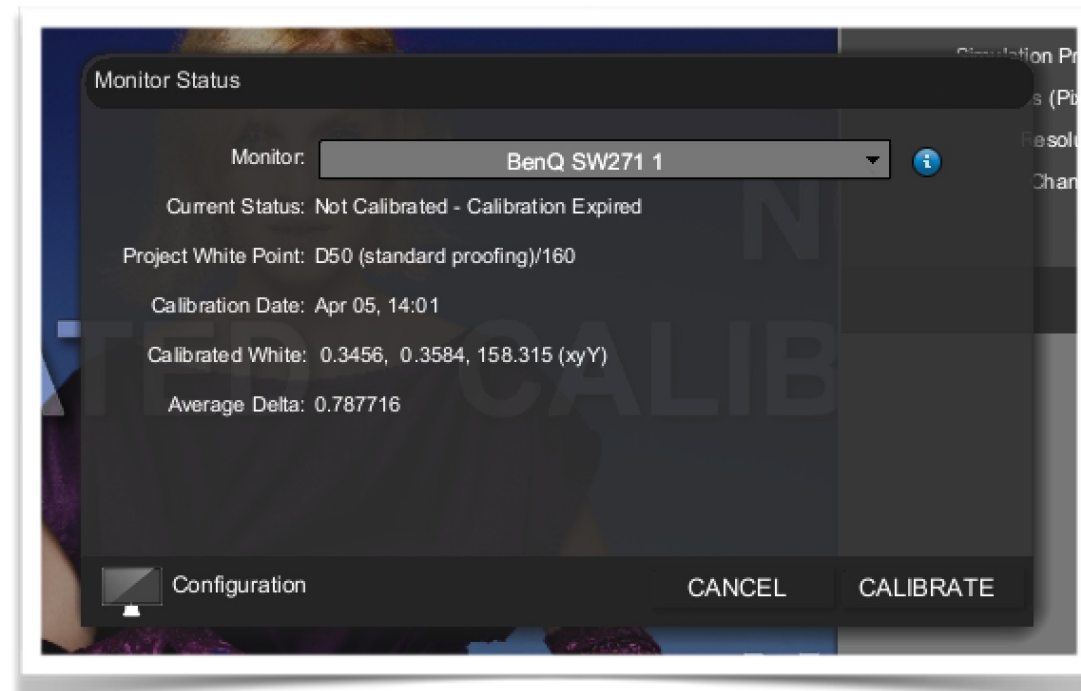 Monitor Status
Monitor: BenQ SW271 1
Current Status: Not Calibrated - Calibration Expired
Project White Point: D50 (standard proofing)/160
Calibration Date: Apr 05, 14:01
Calibrated White: 0.3456, 0.3584, 158.315 (xyY)
Average Delta: 0.787716
Configuration
CANCEL
CALIBRATE